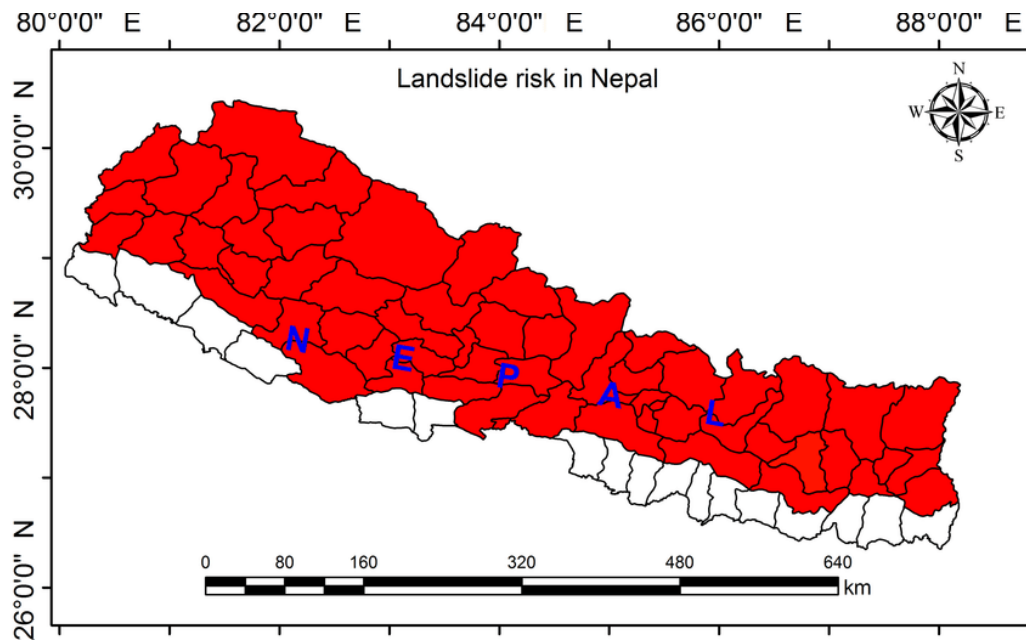 80°0'0" E 82°0'0" E 84°0'0" E 86°0'0" E 88°0'0" E
Landslide risk in Nepal
N
W E
S
30°0'0" N
28°0'0" N
26°0'0" N
N E P A L
0 80 160 320 480 640
km